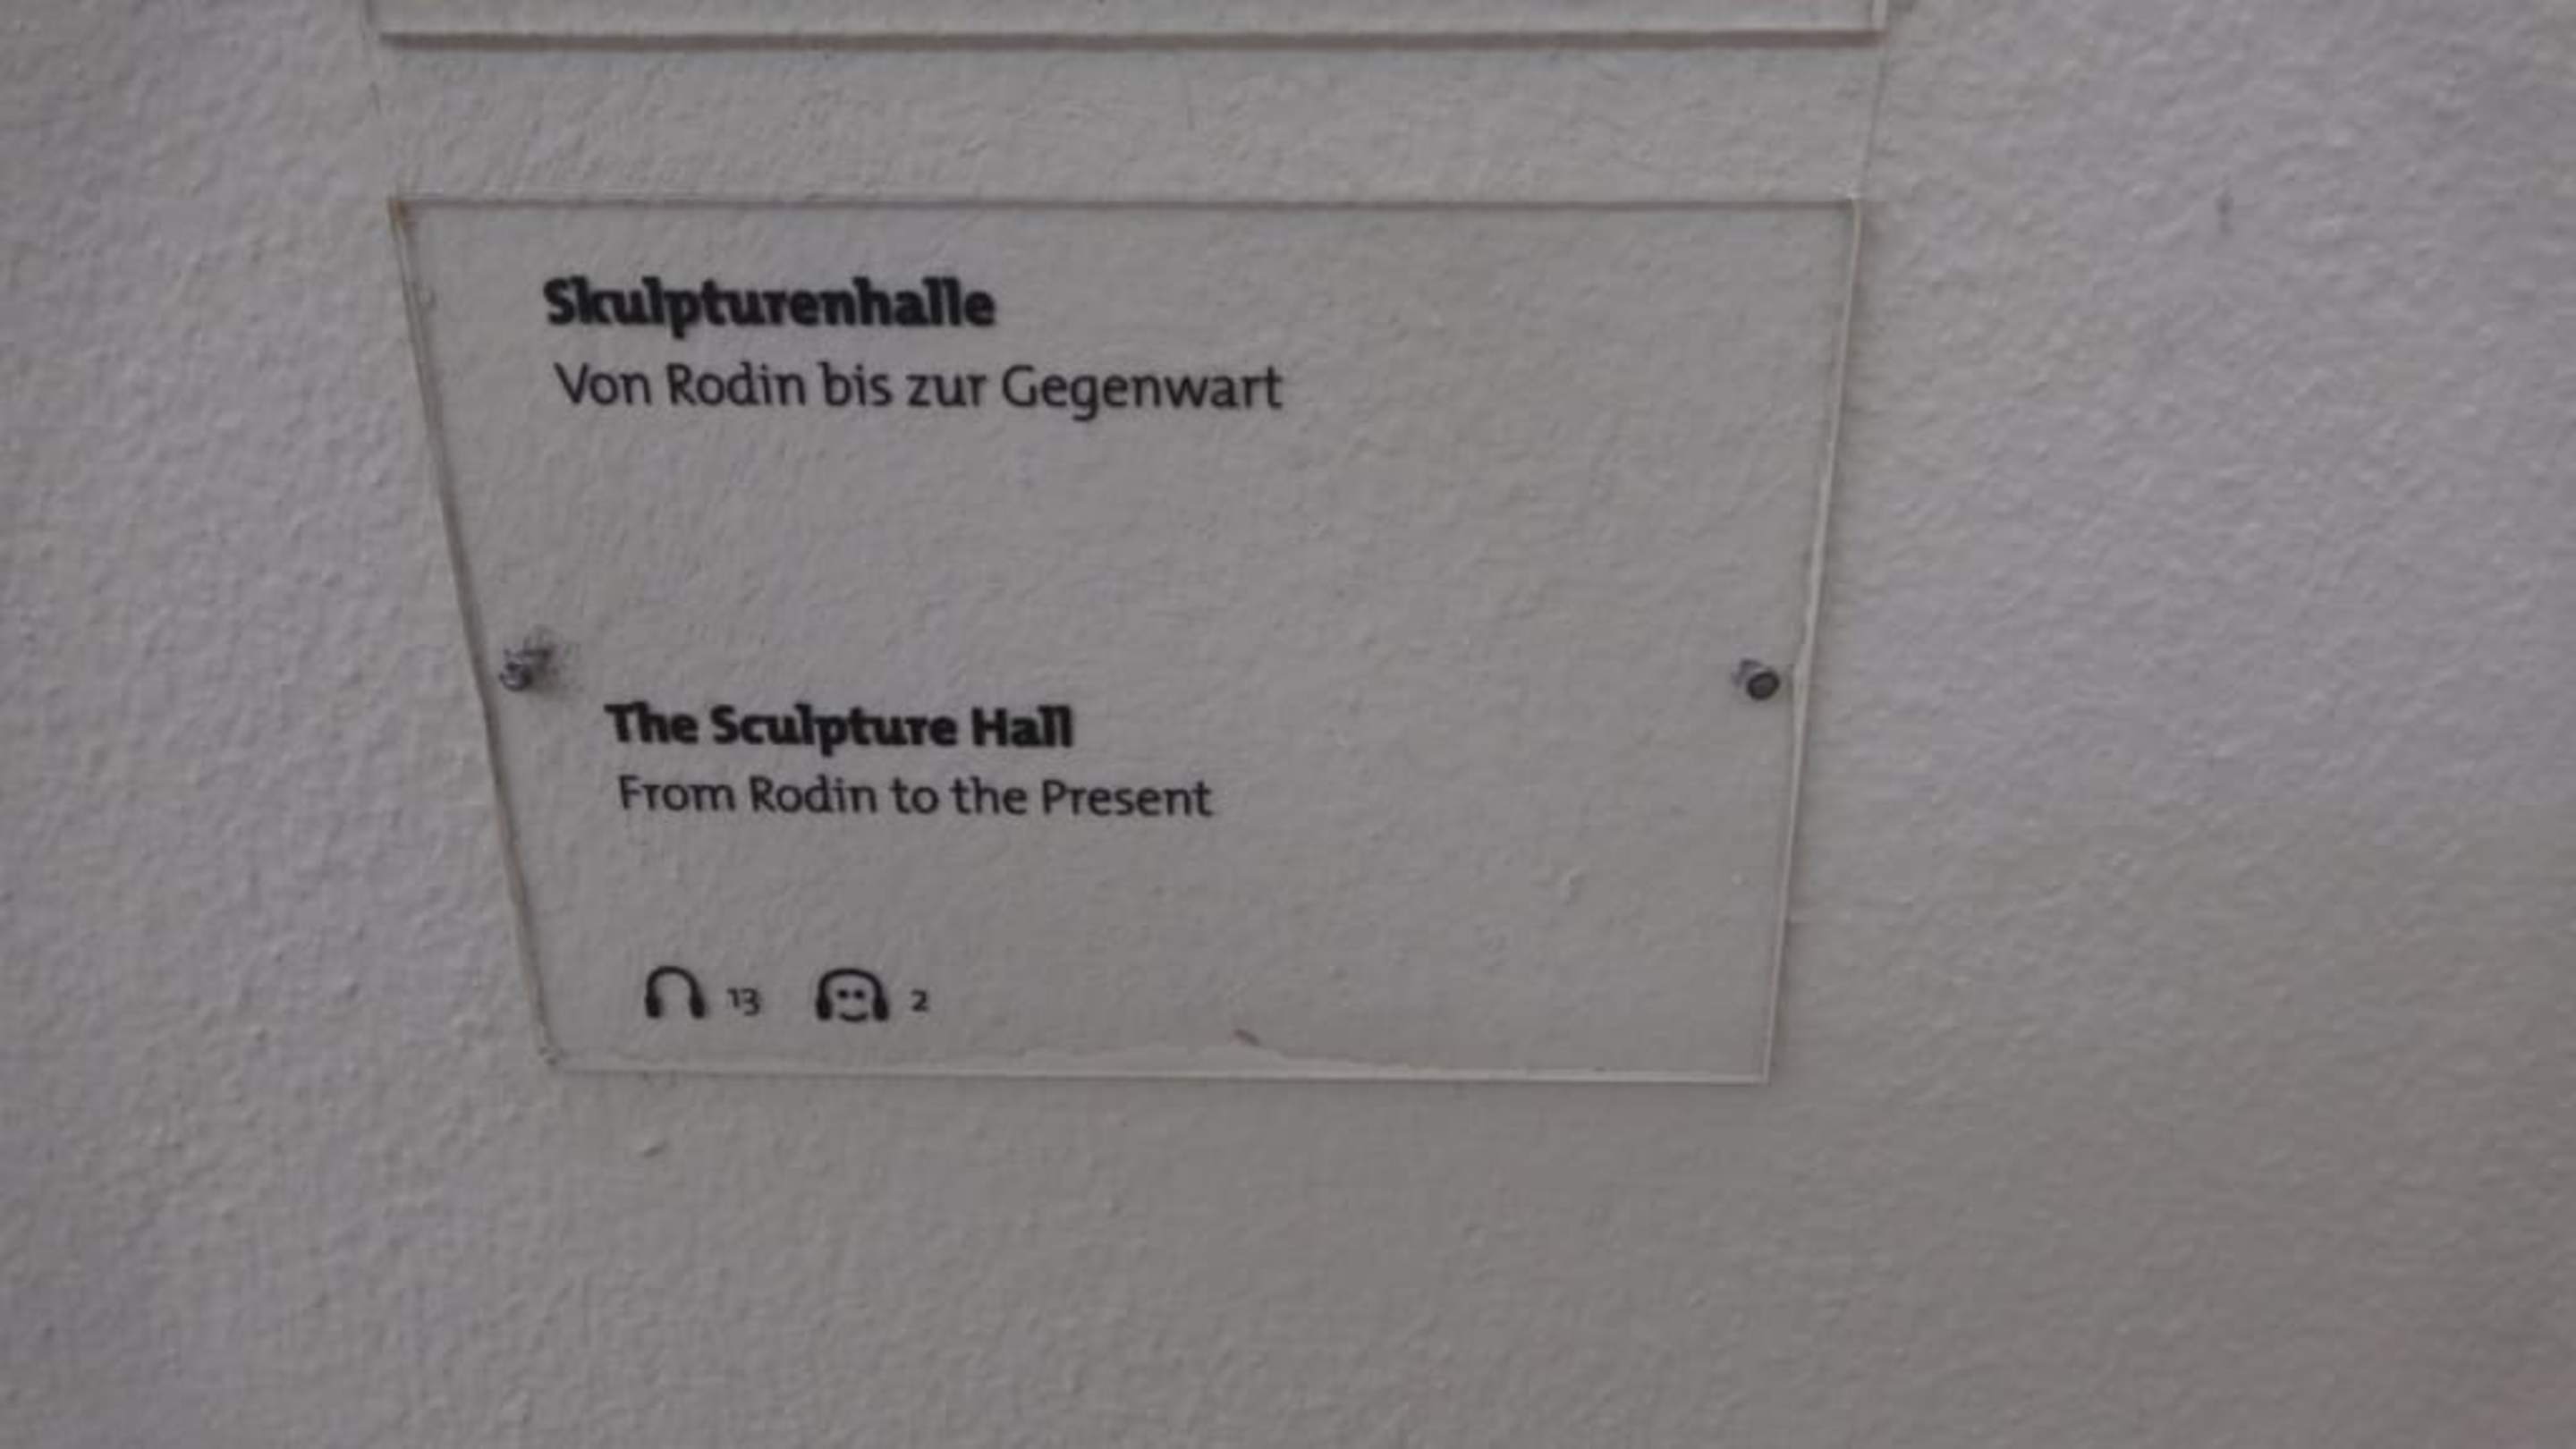 Skulpturenhalle
Von Rodin bis zur Gegenwart
The Sculpture Hall
From Rodin to the Present
13 2